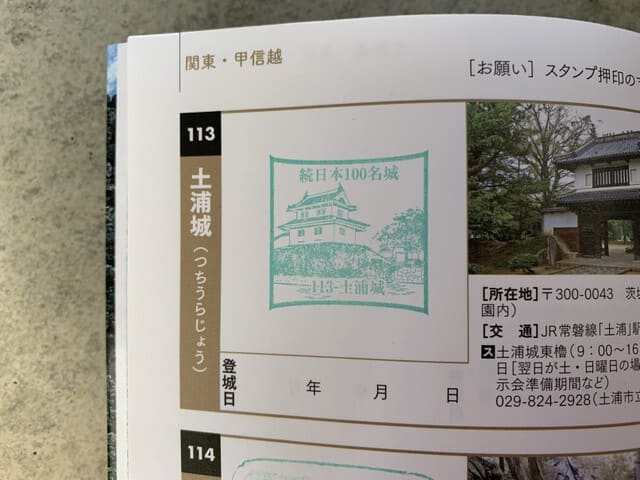 関東・甲信越
[お願い] スタンプ押印の
113
土浦城
(つちうらじょう)
続日本100名城
113-土浦城
登城日
年 月 日
[所在地]〒300-0043 茨城
園内)
[交 通]JR常磐線「土浦」駅
ス土浦城東櫓(9:00〜16
日[翌日が土・日曜日の場
示会準備期間など)
029-824-2928(土浦市立
114